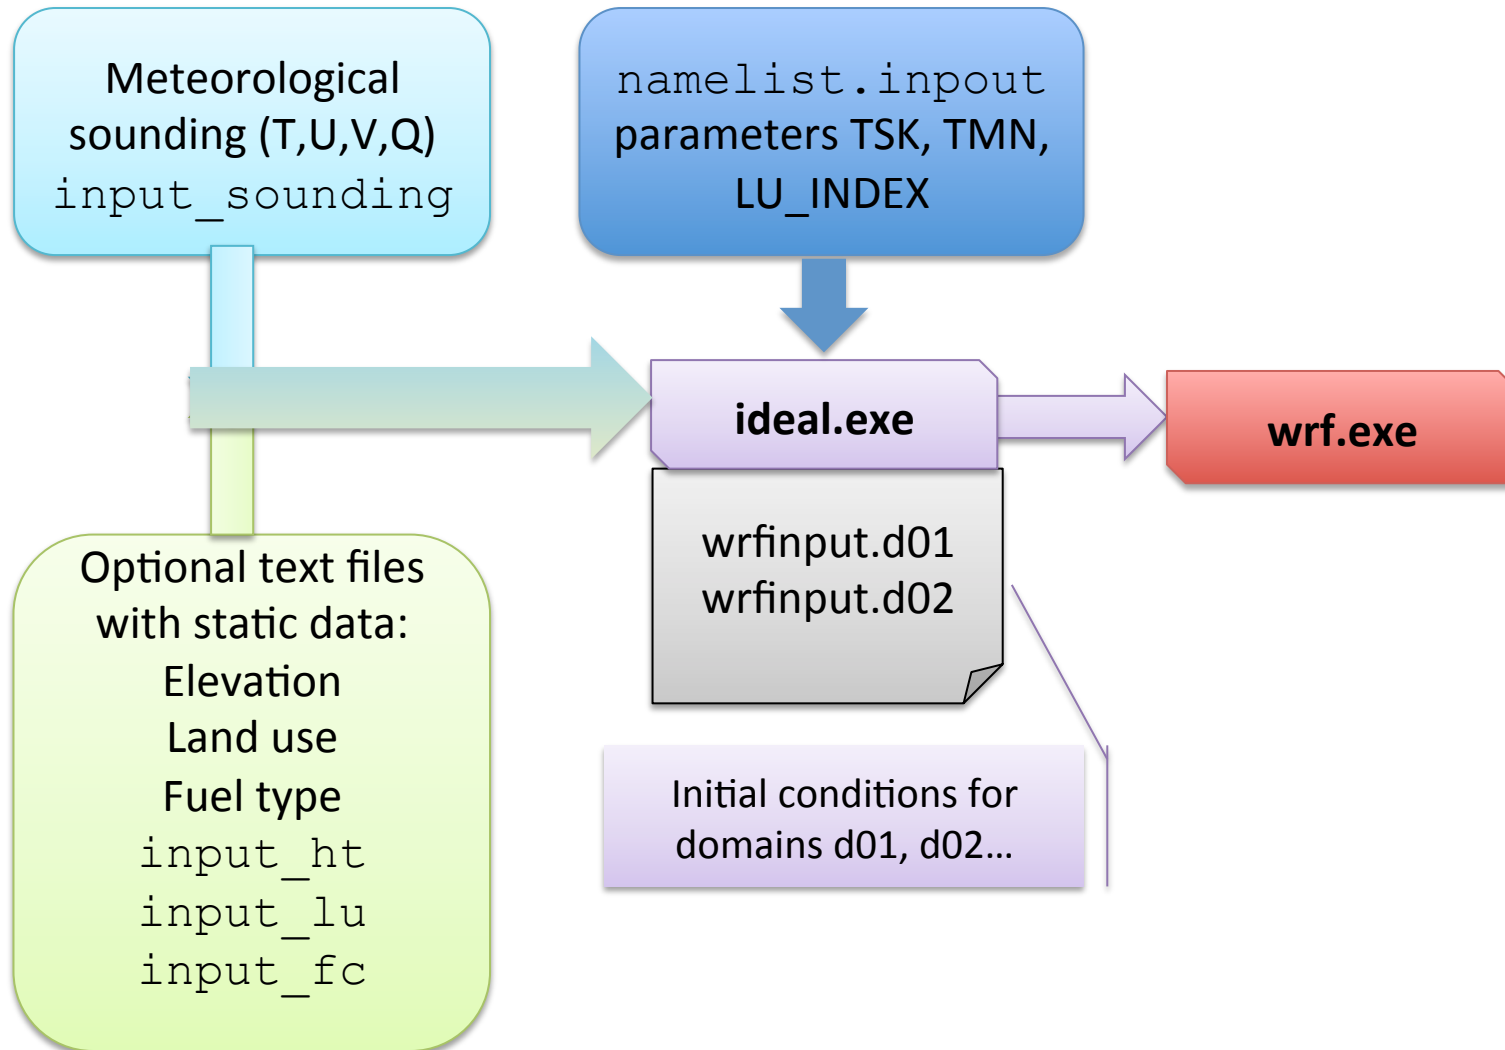 Meteorological
sounding (T,U,V,Q)
input_sounding
namelist.inpout
parameters TSK, TMN,
LU_INDEX
ideal.exe
wrf.exe
wrfinput.d01
wrfinput.d02
Initial conditions for
domains d01, d02…
Optional text files
with static data:
Elevation
Land use
Fuel type
input_ht
input_lu
input_fc